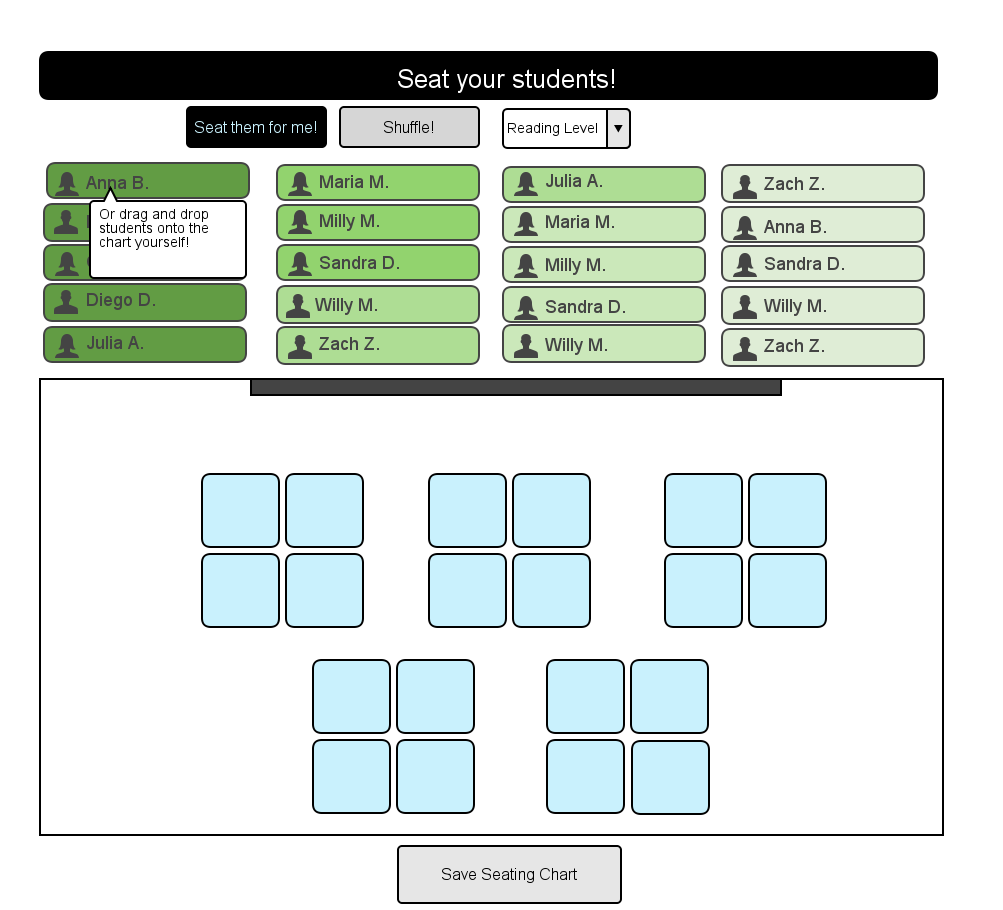 Seat your students!
Seat them for me!
Shuffle!
Reading Level
Anna B.
Or drag and drop
students onto the
chart yourself!
Diego D.
Julia A.
Maria M.
Milly M.
Sandra D.
Willy M.
Zach Z.
Julia A.
Maria M.
Milly M.
Sandra D.
Willy M.
Zach Z.
Anna B.
Sandra D.
Willy M.
Zach Z.
Save Seating Chart